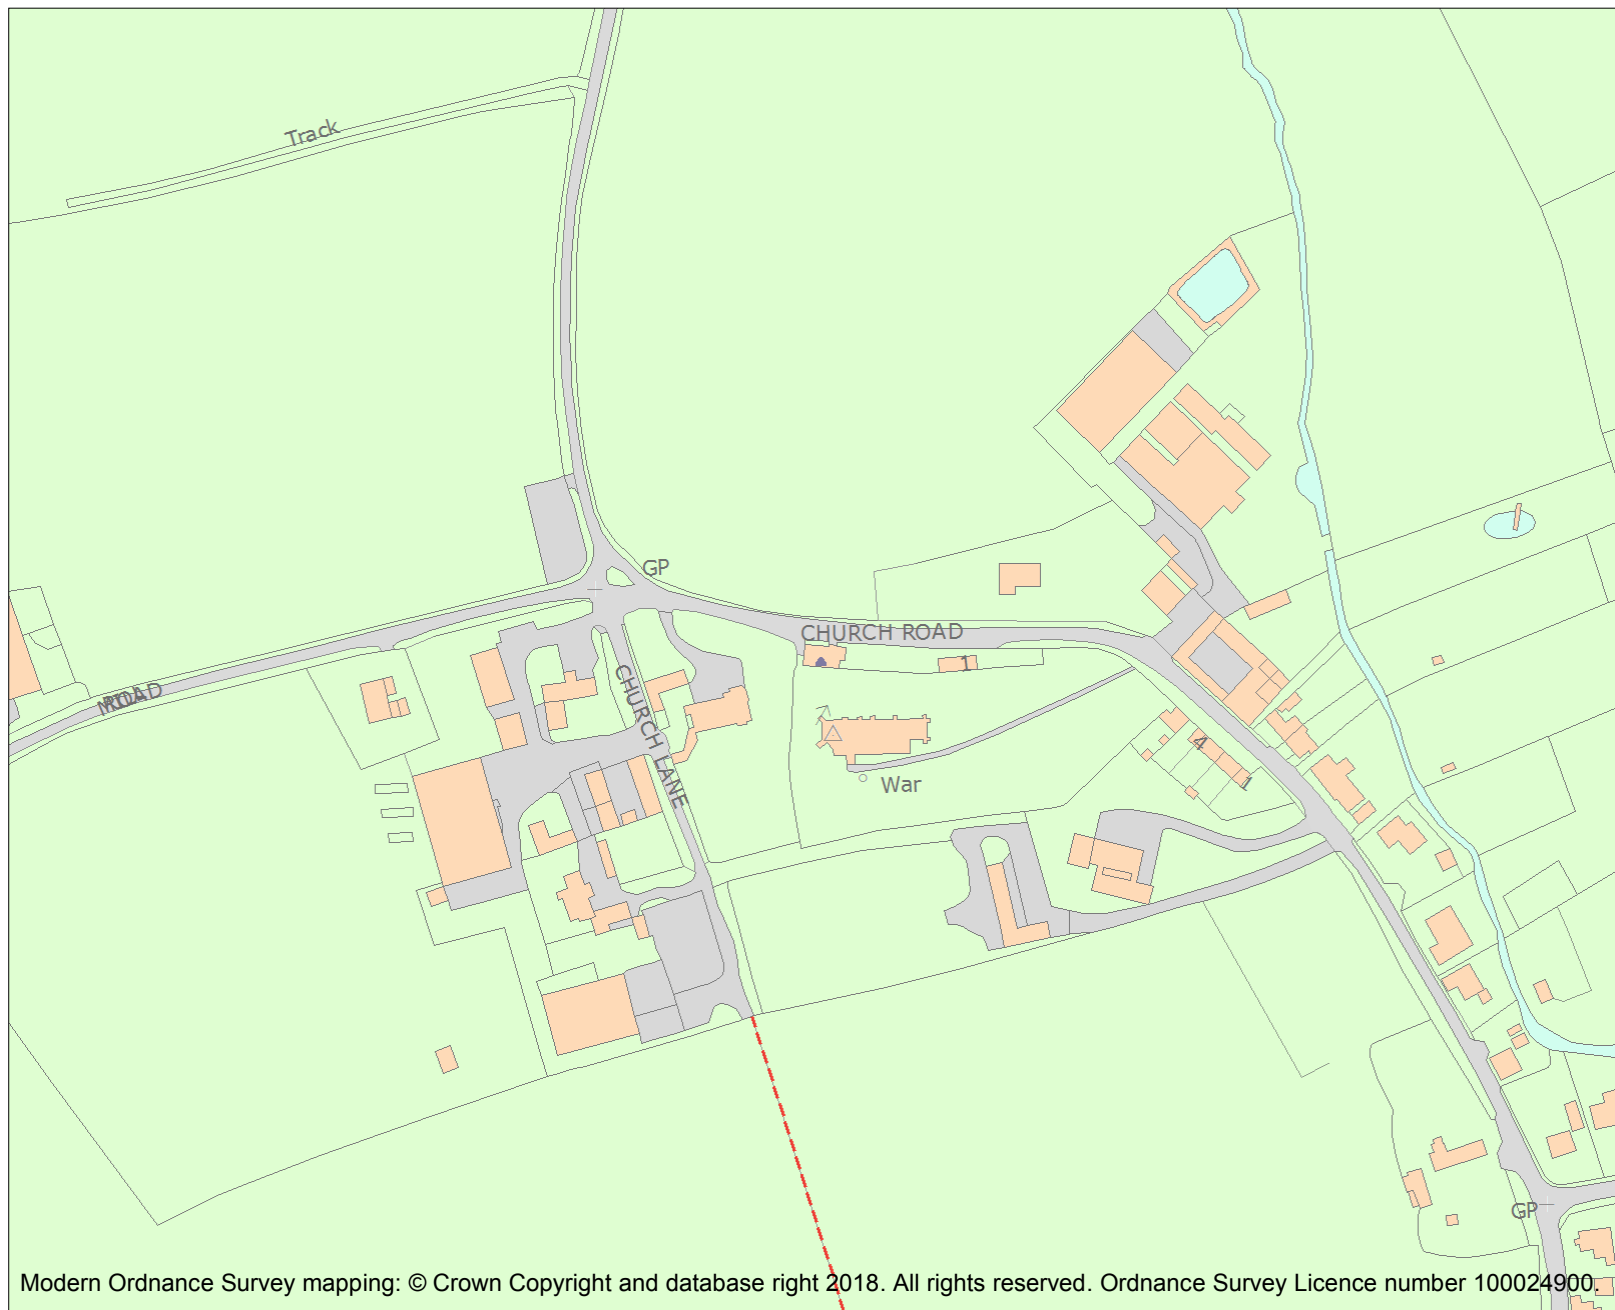 Track
GP
CHURCH ROAD
1
ROAD
CHURCH LANE
4
1
War
GP
Modern Ordnance Survey mapping: © Crown Copyright and database right 2018. All rights reserved. Ordnance Survey Licence number 100024900.